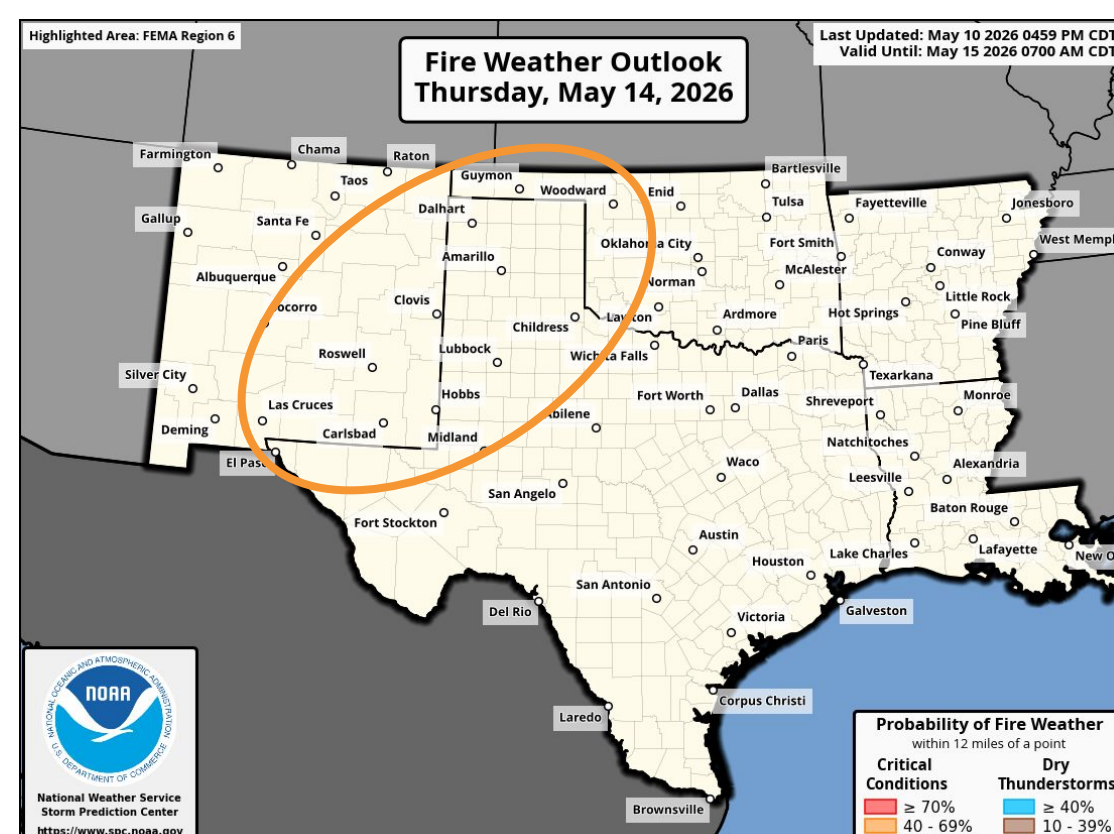 Highlighted Area: FEMA Region 6
Last Updated: May 10 2026 0459 PM CDT
Valid Until: May 15 2026 0700 AM CDT
Fire Weather Outlook
Thursday, May 14, 2026
Farmington
Chama
Raton
Taos
Guymon
Woodward
Enid
Bartlesville
Gallup
Santa Fe
Dalhart
Tulsa
Fayetteville
Jonesboro
Albuquerque
Amarillo
Oklahoma City
Fort Smith
Conway
West Memp
Norman
McAlester
ocorro
Clovis
Childress
Lawton
Ardmore
Hot Springs
Little Rock
Pine Bluff
Roswell
Lubbock
Wichita Falls
Paris
Silver City
Texarkana
Hobbs
Fort Worth
Dallas
Shreveport
Monroe
Las Cruces
Deming
Carlsbad
Midland
bilene
Natchitoches
El Paso
Waco
Alexandria
San Angelo
Leesville
Fort Stockton
Baton Rouge
Austin
Houston
Lake Charles
Lafayette
New O
San Antonio
Del Rio
Victoria
Galveston
Corpus Christi
Laredo
Brownsville
NATIONAL OCEANIC AND ATMOSPHERIC ADMINISTRATION
NOAA
U.S. DEPARTMENT OF COMMERCE
National Weather Service
Storm Prediction Center
https://www.spc.noaa.gov
Probability of Fire Weather
within 12 miles of a point
Critical
Conditions
≥ 70%
40 - 69%
Dry
Thunderstorms
≥ 40%
10 - 39%